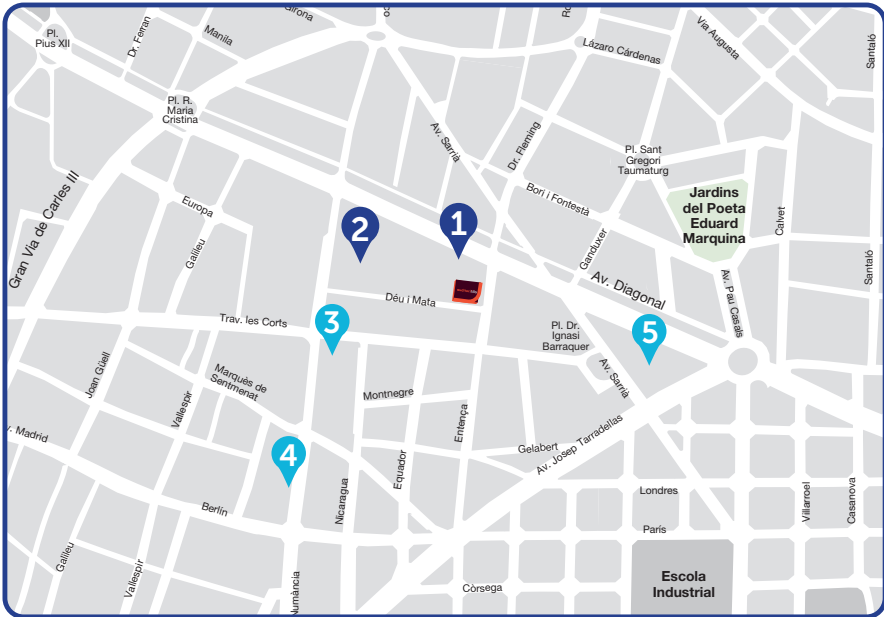 Pl.
Pius XII
Dr. Ferran
Manila
Girona
Lázaro Cárdenas
Via Augusta
Santaló
Pl. R.
Maria
Cristina
Av. Sarrià
Dr. Fleming
Pl. Sant
Gregori
Taumaturg
Jardins
del Poeta
Eduard
Marquina
Calvet
Gran Via de Carles III
Europa
Galileu
2
1
Bori i Fontestà
Ganduxer
Santaló
Av. Diagonal
Av. Pau Casals
Déu i Mata
Trav. les Corts
3
Pl. Dr.
Ignasi
Barraquer
5
Joan Güell
Vallespir
Marquès de
Sentmenat
Montnegre
Av. Sarrià
Entença
Av. Josep Tarradellas
. Madrid
4
Equador
Gelabert
Nicaragua
Berlín
Londres
París
Villarroel
Casanova
Galileu
Vallespir
Numància
Còrsega
Escola
Industrial